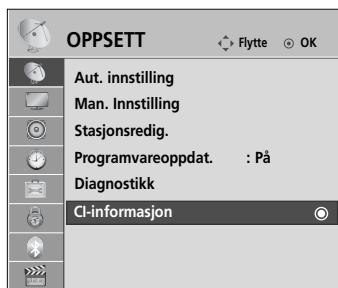 OPPSETT Flytte OK
Aut. innstilling
Man. Innstilling
Stasjonsredig.
Programvareoppdat. : På
Diagnostikk
CI-informasjon